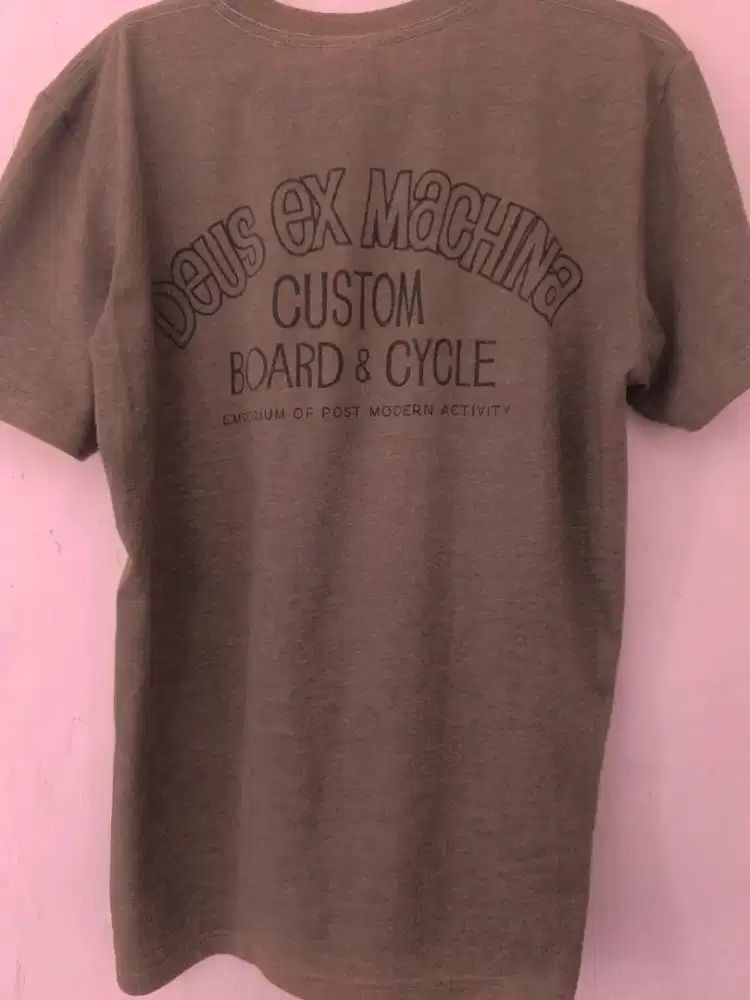 Deus ex Machina
CUSTOM
BOARD & CYCLE
EMPORIUM OF POST MODERN ACTIVITY